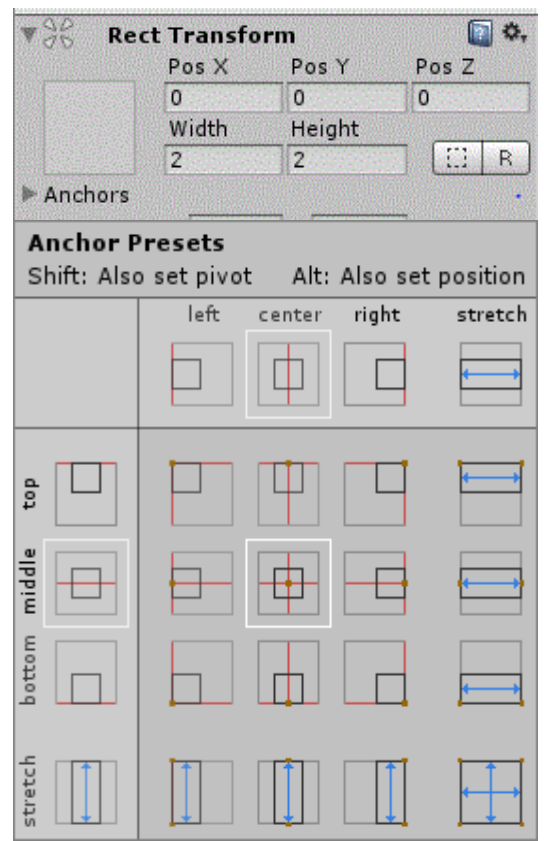 Rect Transform
Pos X Pos Y Pos Z
0 0 0
Width Height
2 2 R
Anchors
Anchor Presets
Shift: Also set pivot Alt: Also set position
left center right stretch
top
middle
bottom
stretch